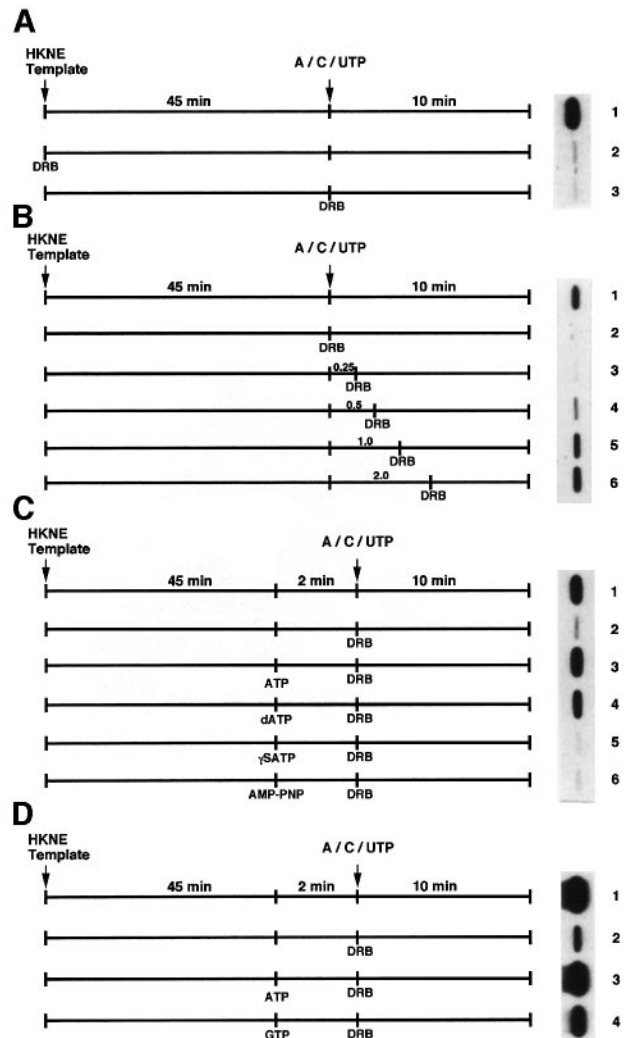 A
HKNE
Template
A / C / UTP
45 min 10 min 1
2
DRB
3
DRB
B
HKNE
Template
A / C / UTP
45 min 10 min 1
2
DRB
0.25 3
DRB
0.5 4
DRB
1.0 5
DRB
2.0 6
DRB
C
HKNE
Template
A / C / UTP
45 min 2 min 10 min 1
2
DRB
3
ATP DRB
4
dATP DRB
5
γSATP DRB
6
AMP-PNP DRB
D
HKNE
Template
A / C / UTP
45 min 2 min 10 min 1
2
DRB
3
ATP DRB
4
GTP DRB